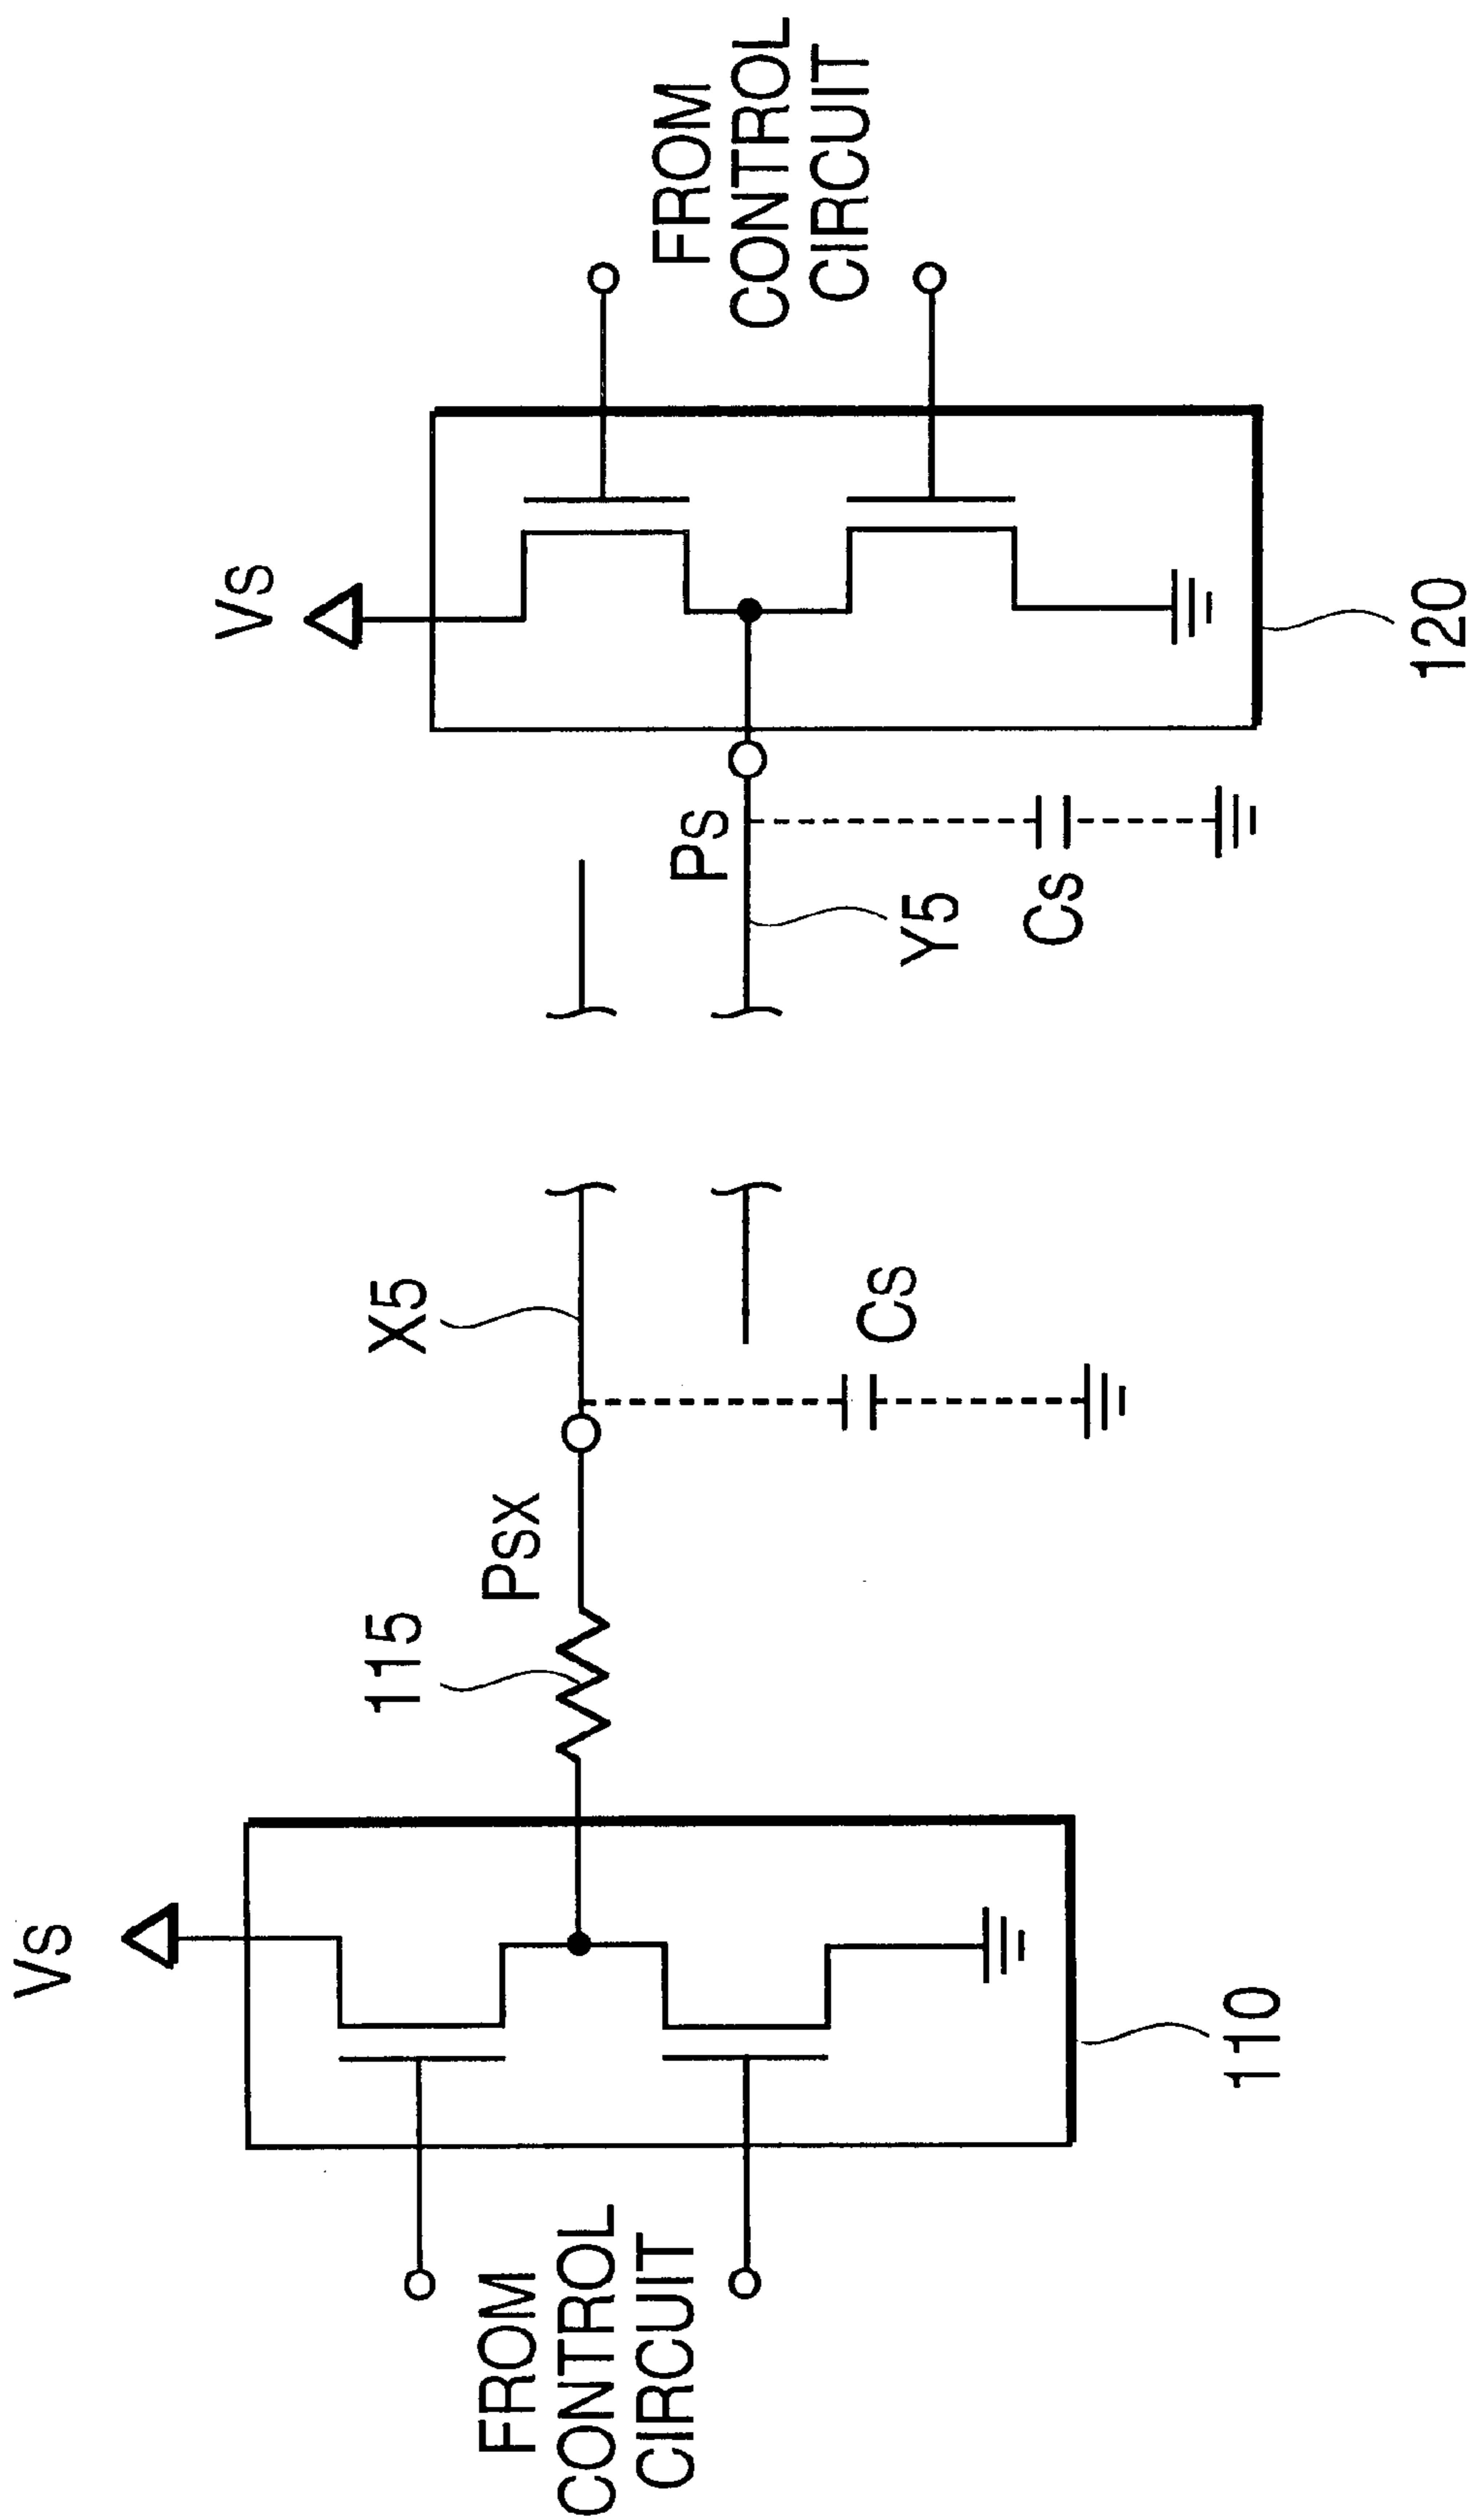 VS
FROM
CONTROL
CIRCUIT
110
115
PSX
X5
CS
VS
PS
Y5
CS
120
FROM
CONTROL
CIRCUIT